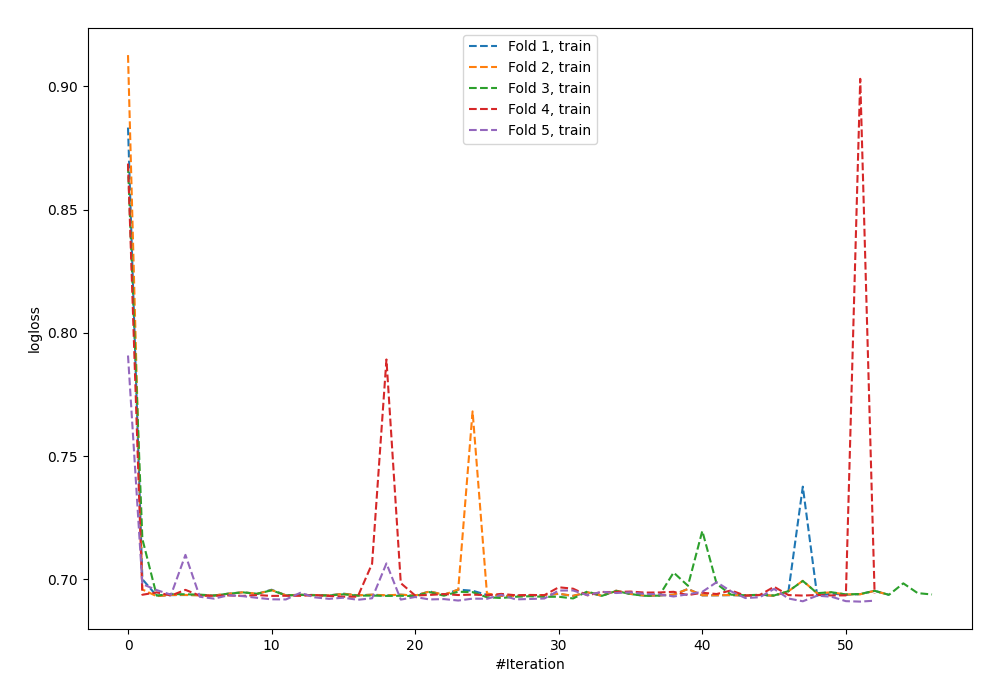 Fold 1, train
Fold 2, train
Fold 3, train
Fold 4, train
Fold 5, train
logloss
0.90
0.85
0.80
0.75
0.70
0 10 20 30 40 50
#Iteration